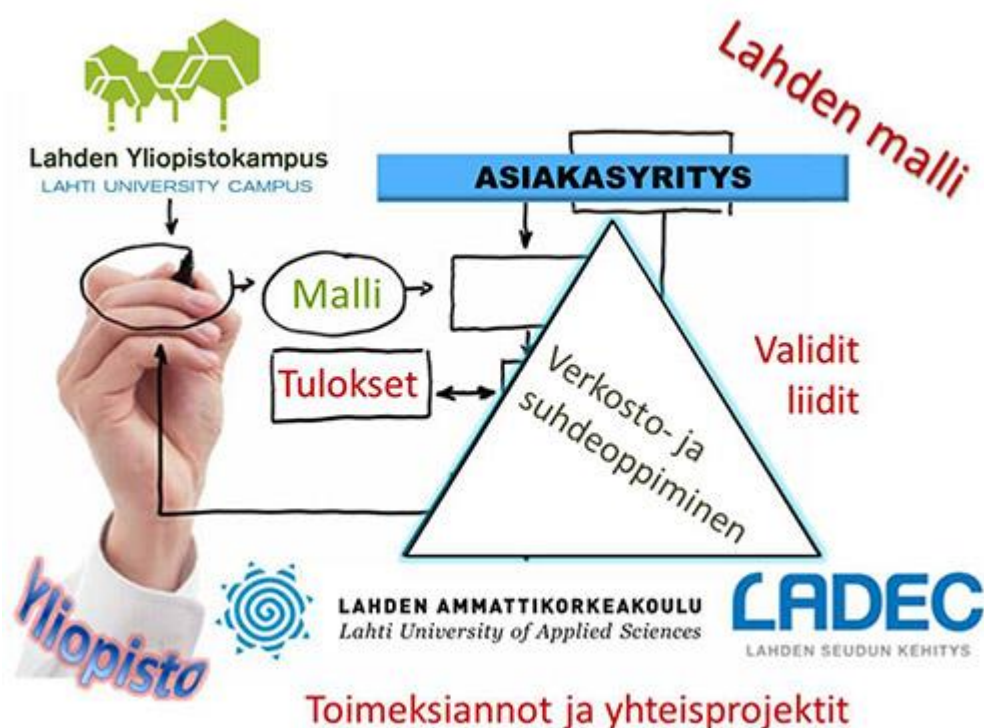 Lahden malli
Lahden Yliopistokampus
LAHTI UNIVERSITY CAMPUS
ASIAKASYRITYS
Malli
Tulokset
Verkosto- ja
suhdeoppiminen
Validit
liidit
Yliopisto
LAHDEN AMMATTIKORKEAKOULU
Lahti University of Applied Sciences
LADEC
LAHDEN SEUDUN KEHITYS
Toimeksiannot ja yhteisprojektit